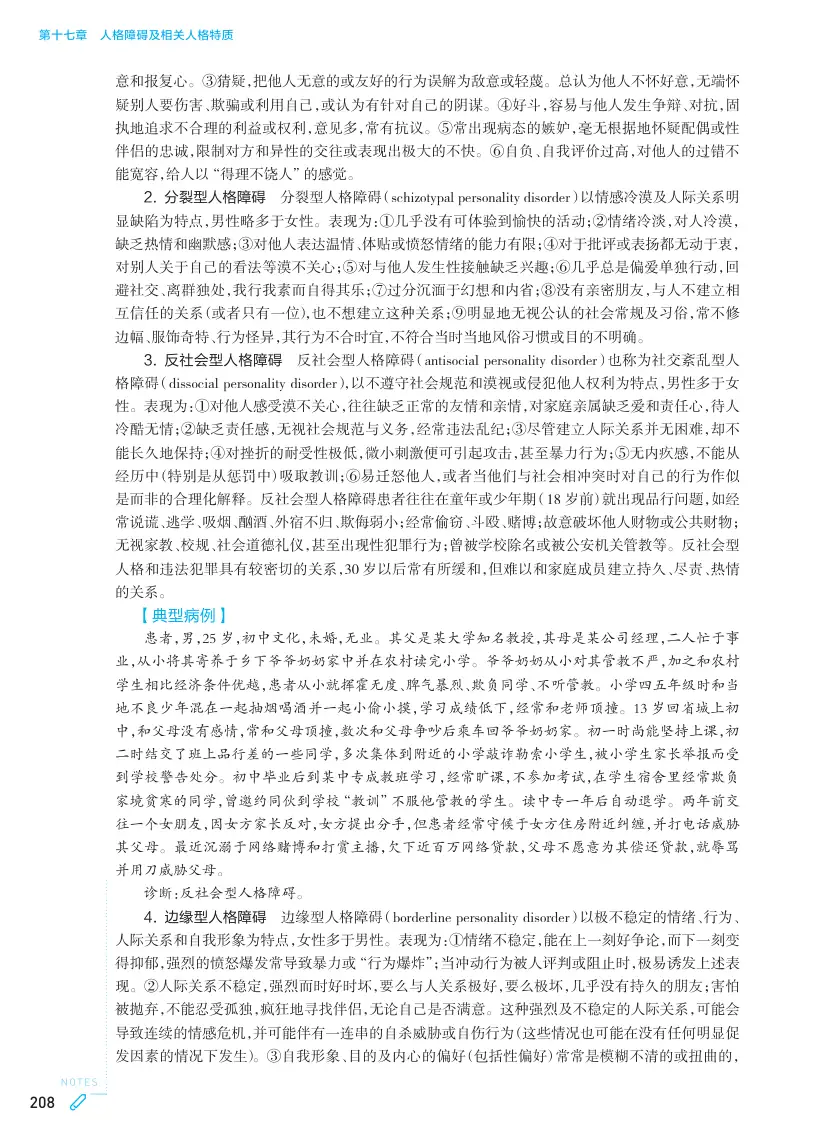 第十七章 人格障碍及相关人格特质
意和报复心。③猜疑,把他人无意的或友好的行为误解为敌意或轻蔑。总认为他人不怀好意,无端怀
疑别人要伤害、欺骗或利用自己,或认为有针对自己的阴谋。④好斗,容易与他人发生争辩、对抗,固
执地追求不合理的利益或权利,意见多,常有抗议。⑤常出现病态的嫉妒,毫无根据地怀疑配偶或性
伴侣的忠诚,限制对方和异性的交往或表现出极大的不快。⑥自负、自我评价过高,对他人的过错不
能宽容,给人以“得理不饶人”的感觉。
2. 分裂型人格障碍 分裂型人格障碍(schizotypal personality disorder)以情感冷漠及人际关系明
显缺陷为特点,男性略多于女性。表现为:①几乎没有可体验到愉快的活动;②情绪冷淡,对人冷漠,
缺乏热情和幽默感;③对他人表达温情、体贴或愤怒情绪的能力有限;④对于批评或表扬都无动于衷,
对别人关于自己的看法等漠不关心;⑤对与他人发生性接触缺乏兴趣;⑥几乎总是偏爱单独行动,回
避社交、离群独处,我行我素而自得其乐;⑦过分沉湎于幻想和内省;⑧没有亲密朋友,与人不建立相
互信任的关系(或者只有一位),也不想建立这种关系;⑨明显地无视公认的社会常规及习俗,常不修
边幅、服饰奇特、行为怪异,其行为不合时宜,不符合当时当地风俗习惯或目的不明确。
3. 反社会型人格障碍 反社会型人格障碍(antisocial personality disorder)也称为社交紊乱型人
格障碍(dissocial personality disorder),以不遵守社会规范和漠视或侵犯他人权利为特点,男性多于女
性。表现为:①对他人感受漠不关心,往往缺乏正常的友情和亲情,对家庭亲属缺乏爱和责任心,待人
冷酷无情;②缺乏责任感,无视社会规范与义务,经常违法乱纪;③尽管建立人际关系并无困难,却不
能长久地保持;④对挫折的耐受性极低,微小刺激便可引起攻击,甚至暴力行为;⑤无内疚感,不能从
经历中(特别是从惩罚中)吸取教训;⑥易迁怒他人,或者当他们与社会相冲突时对自己的行为作似
是而非的合理化解释。反社会型人格障碍患者往往在童年或少年期(18 岁前)就出现品行问题,如经
常说谎、逃学、吸烟、酗酒、外宿不归、欺侮弱小;经常偷窃、斗殴、赌博;故意破坏他人财物或公共财物;
无视家教、校规、社会道德礼仪,甚至出现性犯罪行为;曾被学校除名或被公安机关管教等。反社会型
人格和违法犯罪具有较密切的关系,30 岁以后常有所缓和,但难以和家庭成员建立持久、尽责、热情
的关系。
【典型病例】
患者,男,25 岁,初中文化,未婚,无业。其父是某大学知名教授,其母是某公司经理,二人忙于事
业,从小将其寄养于乡下爷爷奶奶家中并在农村读完小学。爷爷奶奶从小对其管教不严,加之和农村
学生相比经济条件优越,患者从小就挥霍无度、脾气暴烈、欺负同学、不听管教。小学四五年级时和当
地不良少年混在一起抽烟喝酒并一起小偷小摸,学习成绩低下,经常和老师顶撞。13 岁回省城上初
中,和父母没有感情,常和父母顶撞,数次和父母争吵后乘车回爷爷奶奶家。初一时尚能坚持上课,初
二时结交了班上品行差的一些同学,多次集体到附近的小学敲诈勒索小学生,被小学生家长举报而受
到学校警告处分。初中毕业后到某中专成教班学习,经常旷课,不参加考试,在学生宿舍里经常欺负
家境贫寒的同学,曾邀约同伙到学校“教训”不服他管教的学生。读中专一年后自动退学。两年前交
往一个女朋友,因女方家长反对,女方提出分手,但患者经常守候于女方住房附近纠缠,并打电话威胁
其父母。最近沉溺于网络赌博和打赏主播,欠下近百万网络贷款,父母不愿意为其偿还贷款,就辱骂
并用刀威胁父母。
诊断:反社会型人格障碍。
4. 边缘型人格障碍 边缘型人格障碍(borderline personality disorder)以极不稳定的情绪、行为、
人际关系和自我形象为特点,女性多于男性。表现为:①情绪不稳定,能在上一刻好争论,而下一刻变
得抑郁,强烈的愤怒爆发常导致暴力或“行为爆炸”;当冲动行为被人评判或阻止时,极易诱发上述表
现。②人际关系不稳定,强烈而时好时坏,要么与人关系极好,要么极坏,几乎没有持久的朋友;害怕
被抛弃,不能忍受孤独,疯狂地寻找伴侣,无论自己是否满意。这种强烈及不稳定的人际关系,可能会
导致连续的情感危机,并可能伴有一连串的自杀威胁或自伤行为(这些情况也可能在没有任何明显促
发因素的情况下发生)。③自我形象、目的及内心的偏好(包括性偏好)常常是模糊不清的或扭曲的,
NOTES
208